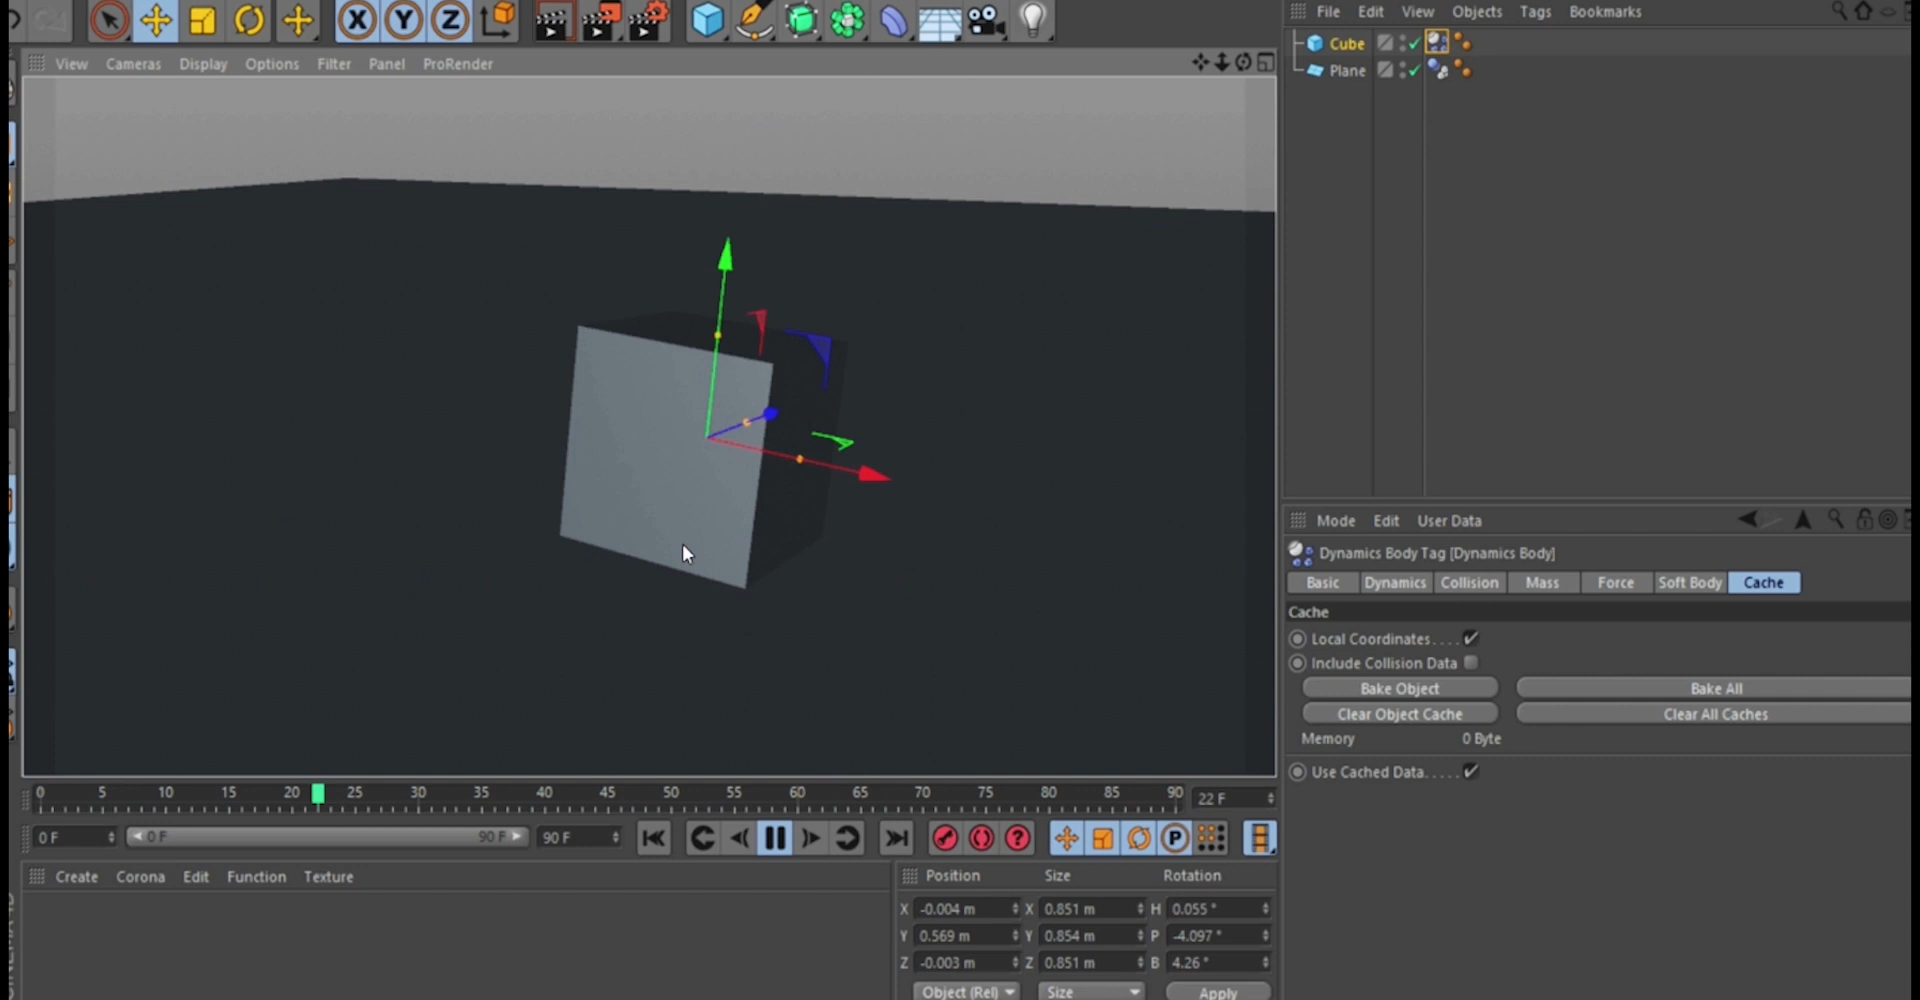 X Y Z
File Edit View Objects Tags Bookmarks
View Cameras Display Options Filter Panel ProRender
Cube
Plane
Mode Edit User Data
Dynamics Body Tag [Dynamics Body]
Basic Dynamics Collision Mass Force Soft Body Cache
Cache
Local Coordinates....
Include Collision Data
Bake Object Bake All
Clear Object Cache Clear All Caches
Memory 0 Byte
Use Cached Data.....
0 5 10 15 20 25 30 35 40 45 50 55 60 65 70 75 80 85 90 22 F
0 F 0 F 90 F 90 F ? P
Create Corona Edit Function Texture
Position Size Rotation
X -0.004 m X 0.851 m H 0.055 °
Y 0.569 m Y 0.854 m P -4.097 °
Z -0.003 m Z 0.851 m B 4.26 °
Object (Rel) Size Apply